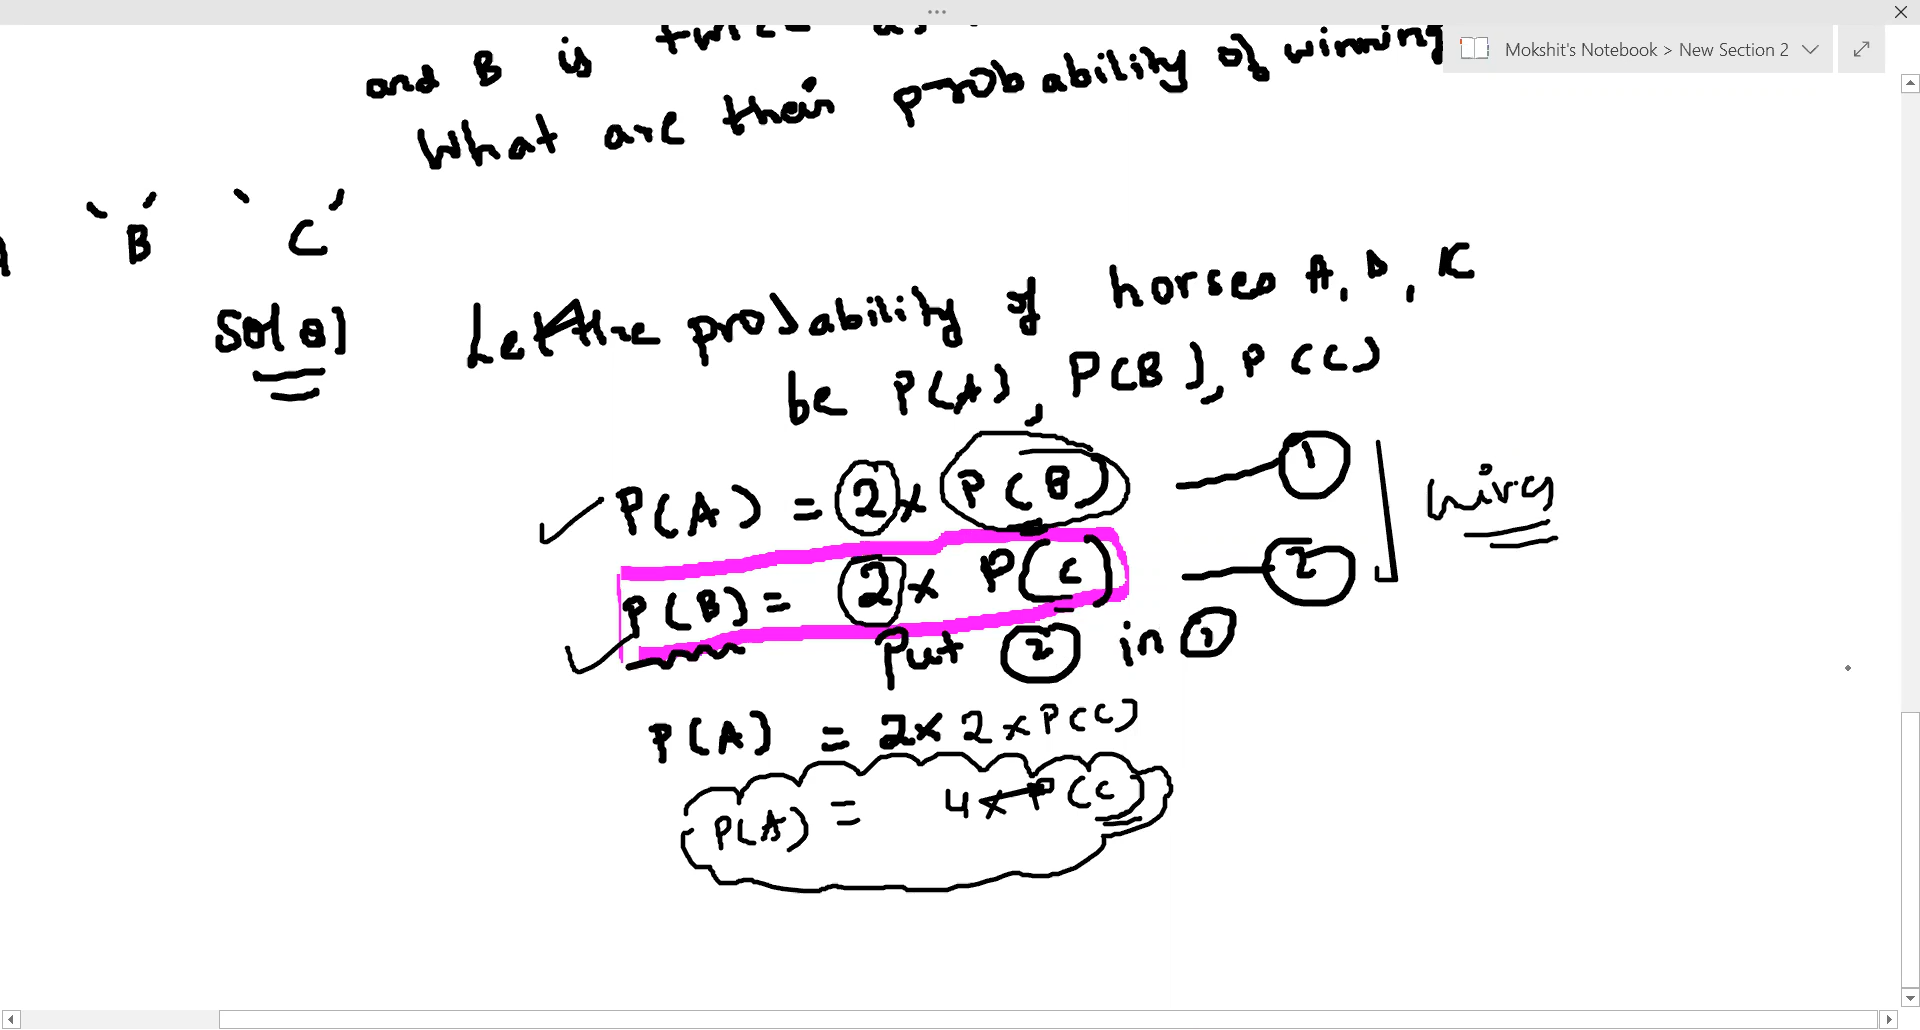 and B is twice as
What are their probability of winning
Mokshit's Notebook > New Section 2
B C
Sol 8] Let the probability of horses A, B, C
be P(A), P(B), P(C)
P(A) = 2 × P(B) 1
P(B) = 2 × P(C) 2
Put 2 in 1
P(A) = 2 × 2 × P(C)
P(A) = 4 × P(C)